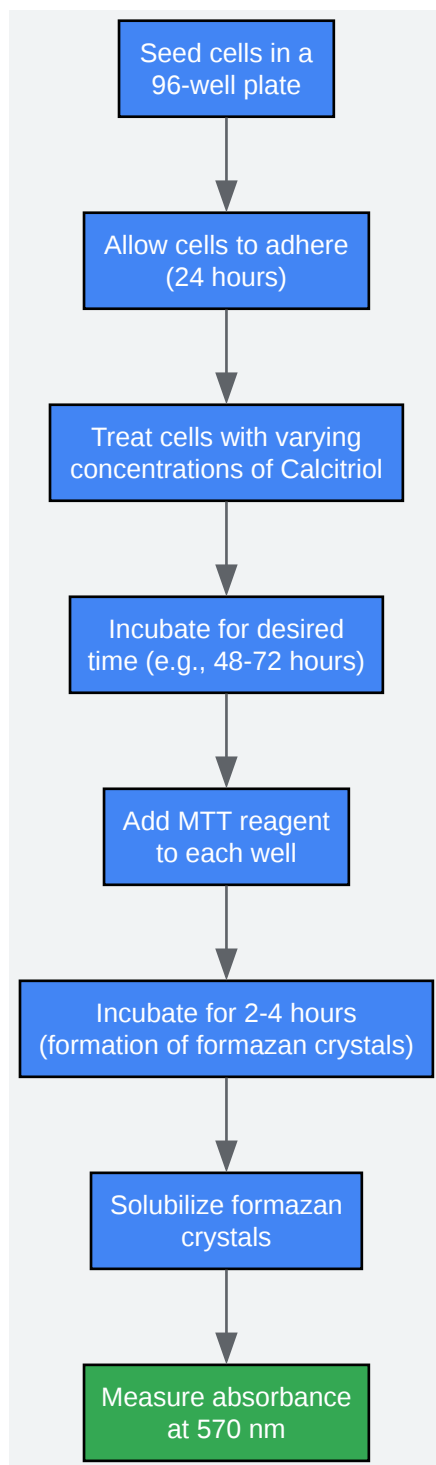 Seed cells in a
96-well plate
Allow cells to adhere
(24 hours)
Treat cells with varying
concentrations of Calcitriol
Incubate for desired
time (e.g., 48-72 hours)
Add MTT reagent
to each well
Incubate for 2-4 hours
(formation of formazan crystals)
Solubilize formazan
crystals
Measure absorbance
at 570 nm